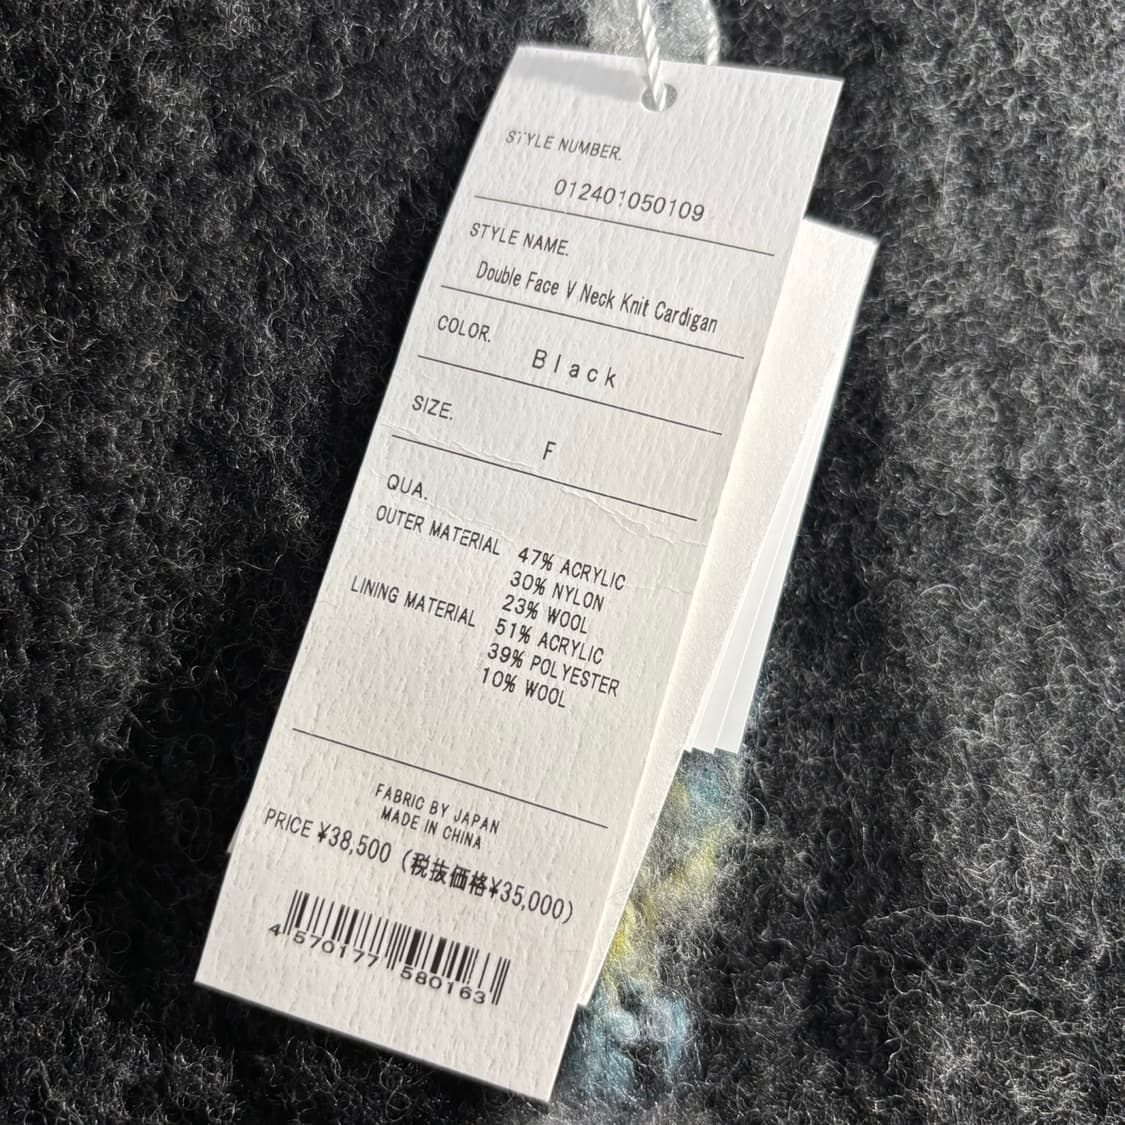 STYLE NUMBER.
012401050109
STYLE NAME.
Double Face V Neck Knit Cardigan
COLOR.
Black
SIZE.
F
QUA.
OUTER MATERIAL 47% ACRYLIC
30% NYLON
23% WOOL
LINING MATERIAL 51% ACRYLIC
39% POLYESTER
10% WOOL
FABRIC BY JAPAN
MADE IN CHINA
PRICE ¥38,500 (税抜価格¥35,000)
4 570177 580163